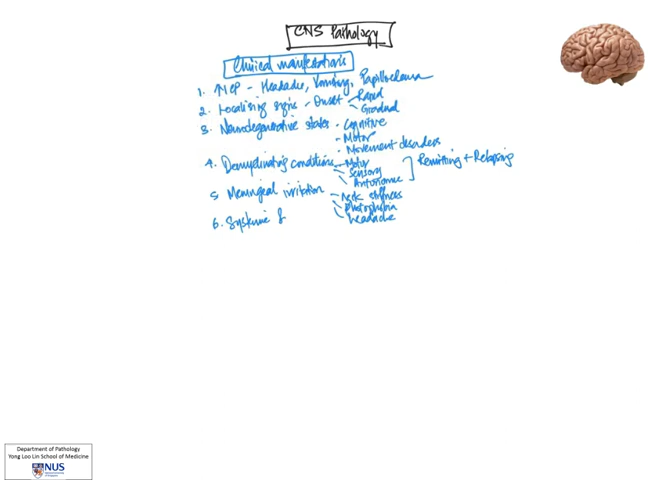 CNS Pathology
Clinical manifestations
1. ↑ICP - Headaches, Vomiting, Papilloedema
2. Localising signs - Onset - Rapid
- Gradual
3. Neurodegenerative states - Cognitive
- Motor
- Movement disorders
4. Demyelinating conditions - Motor
- Sensory
- Autonomic
Remitting + Relapsing
5. Meningeal irritation - Neck stiffness
- Photophobia
- headache
6. Systemic &
Department of Pathology
Yong Loo Lin School of Medicine
NUS